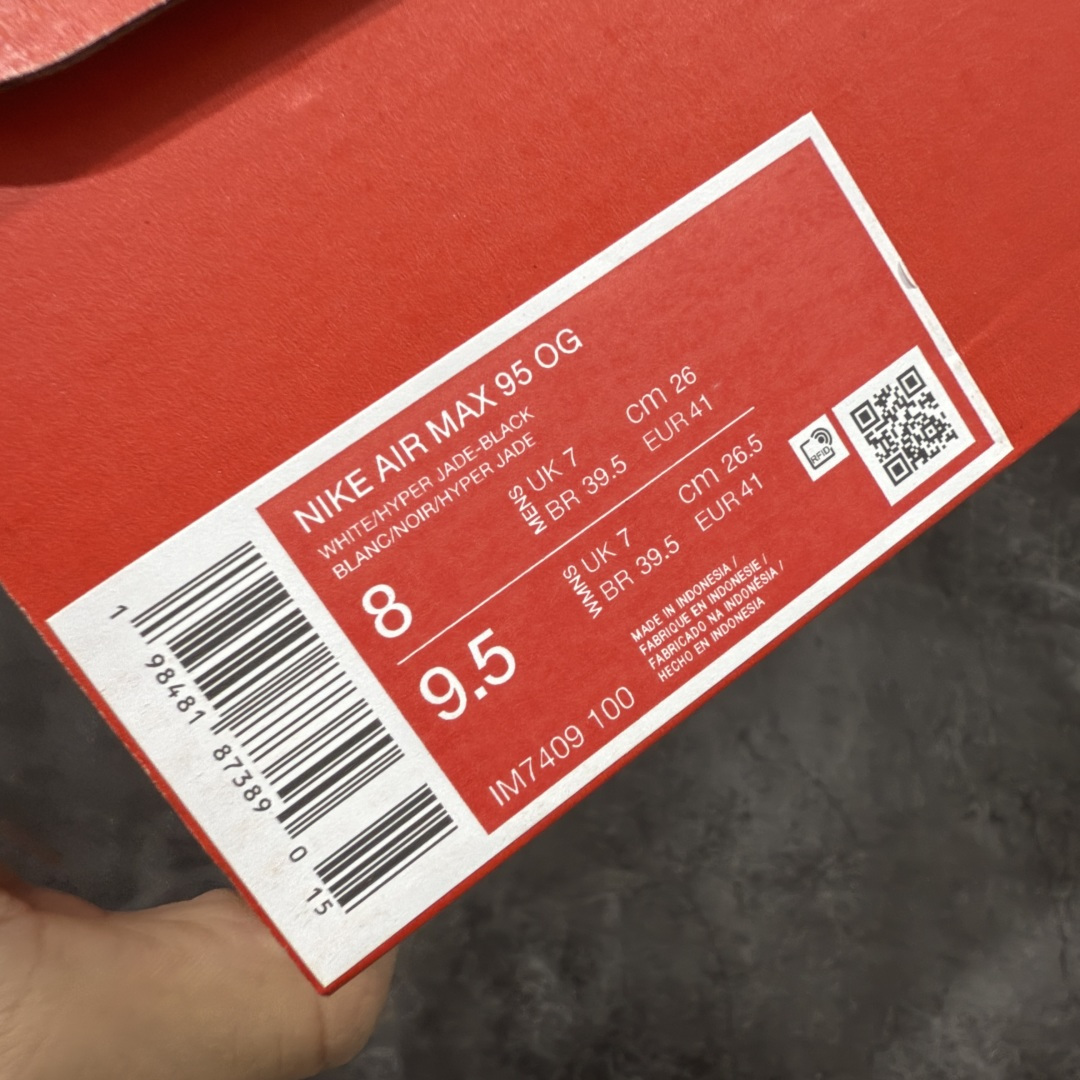 NIKE AIR MAX 95 OG
WHITE/HYPER JADE-BLACK
BLANC/NOIR/HYPER JADE
8
MENS
UK 7
cm 26
BR 39.5
EUR 41
9.5
WMNS
UK 7
cm 26.5
BR 39.5
EUR 41
RFID
MADE IN INDONESIA /
FABRIQUE EN INDONESIE /
FABRICADO NA INDONÉSIA /
HECHO EN INDONESIA
IM7409 100
1 98481 87389 0 15